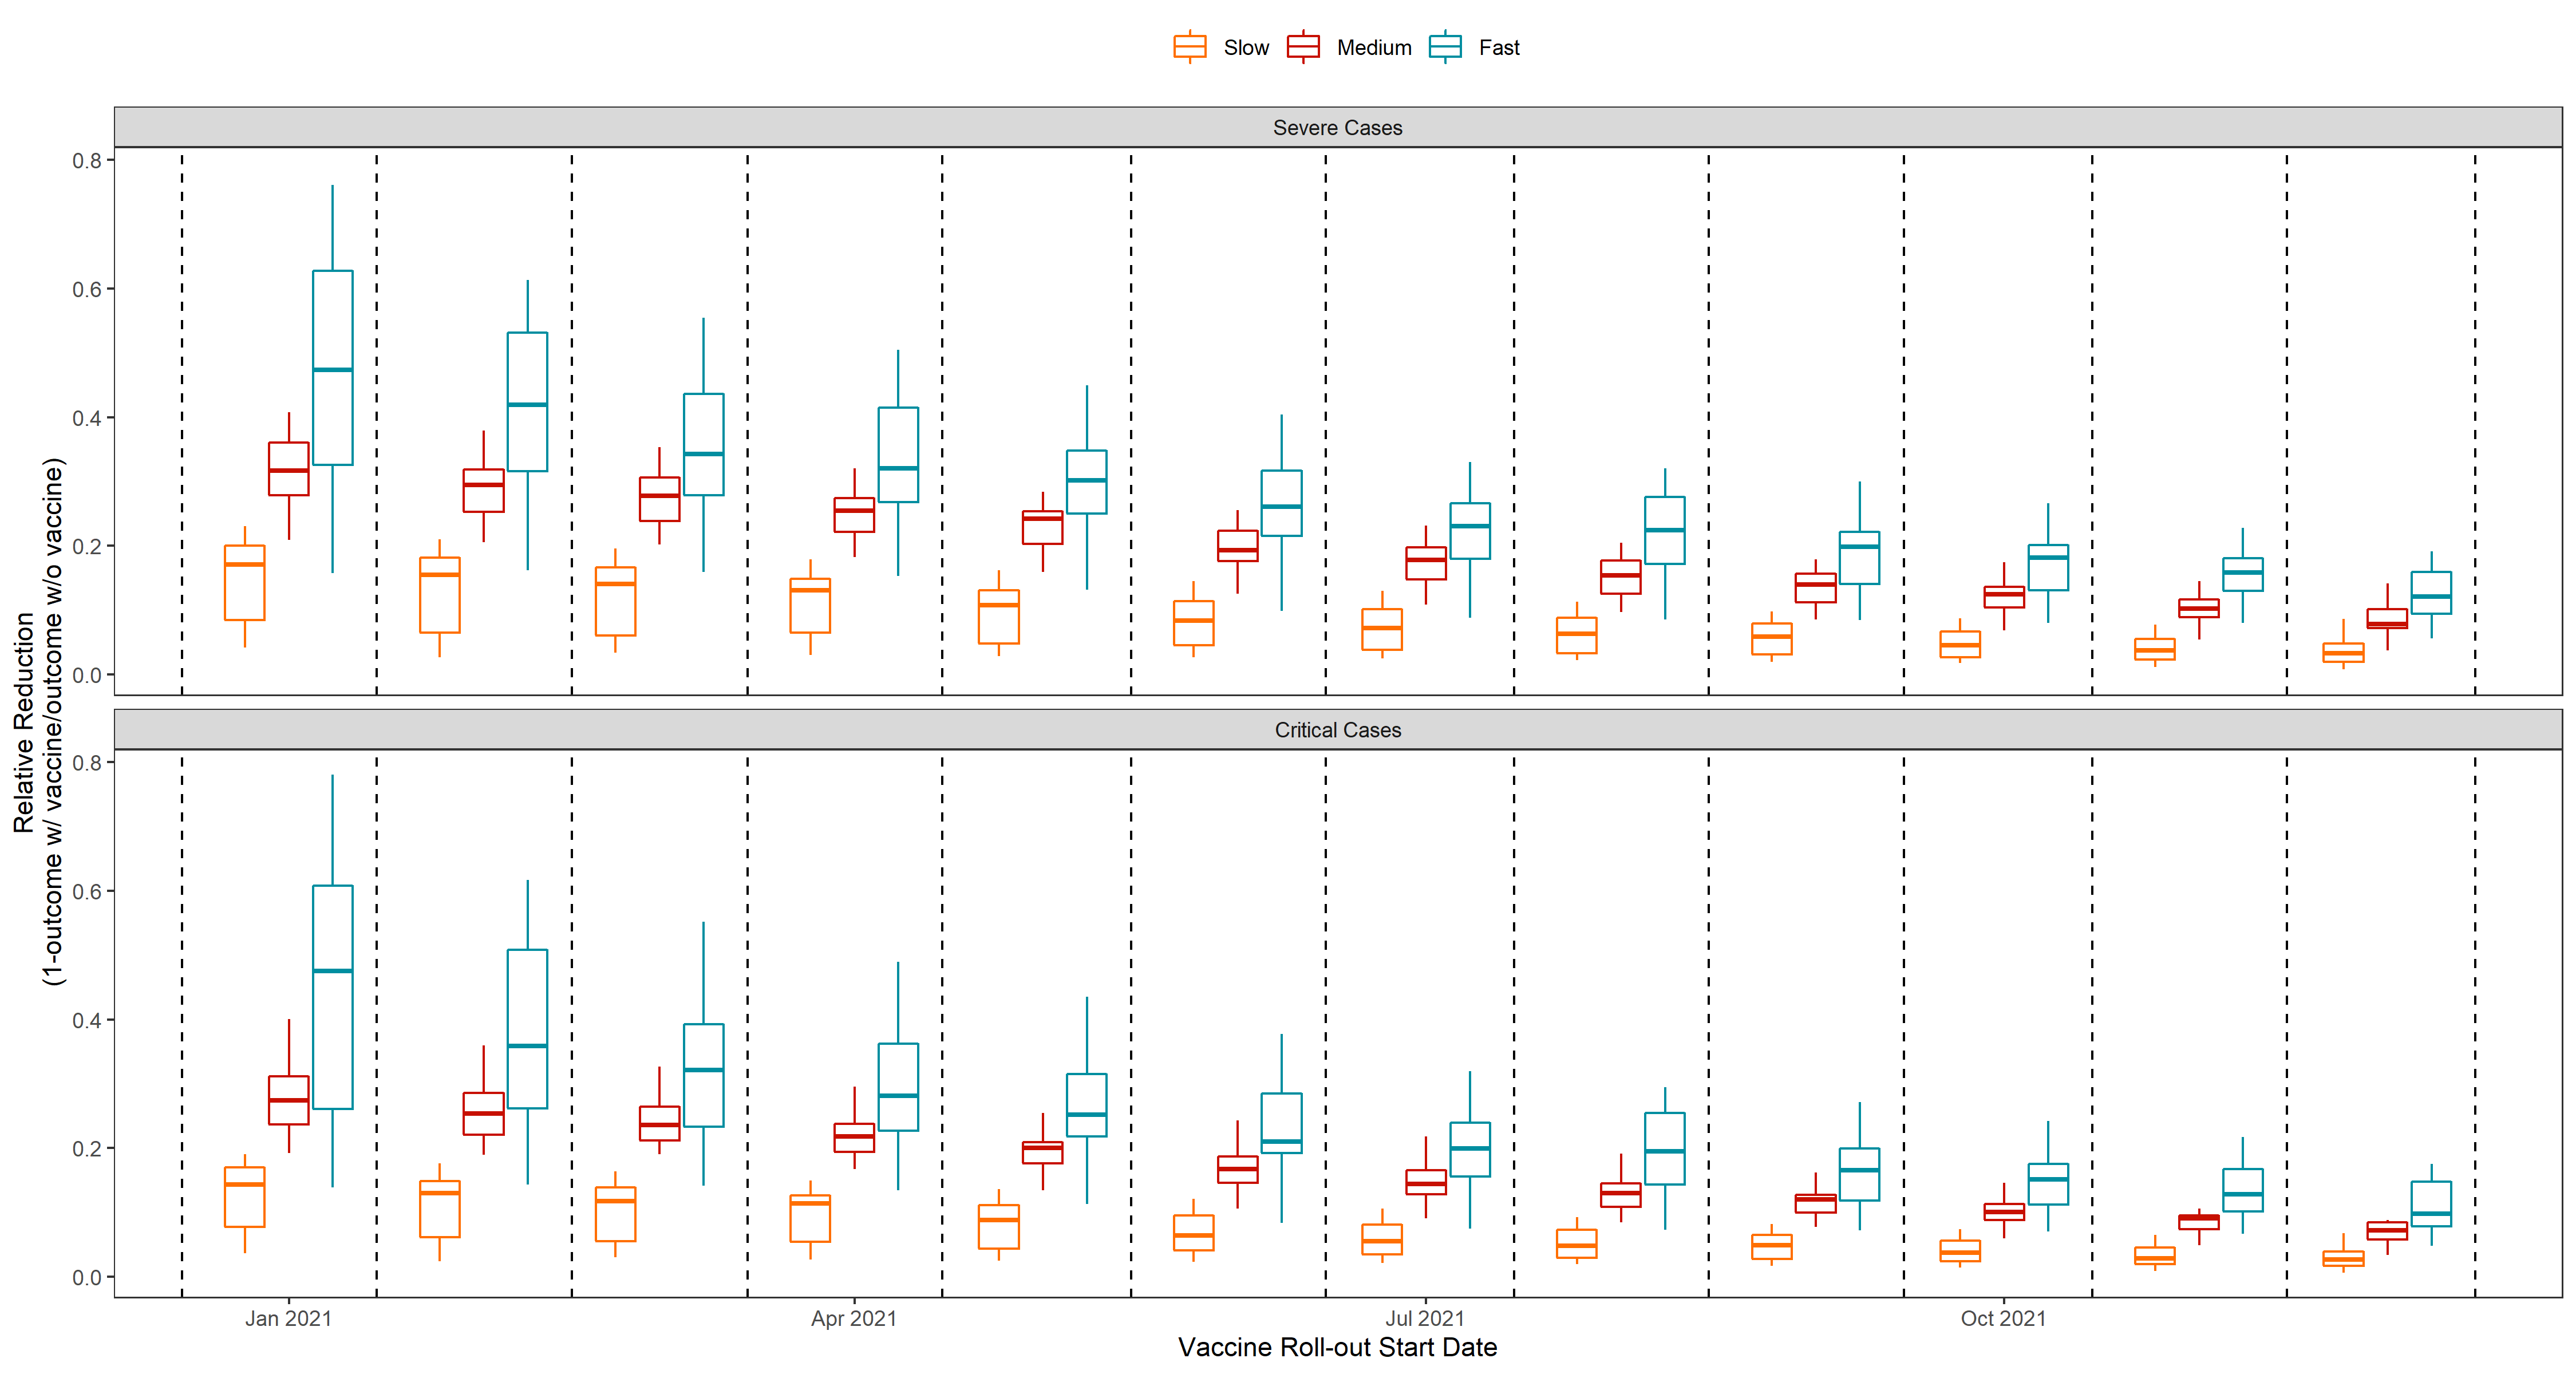 Slow Medium Fast
Severe Cases
0.8
0.6
0.4
0.2
0.0
Relative Reduction
(1-outcome w/ vaccine/outcome w/o vaccine)
Critical Cases
0.8
0.6
0.4
0.2
0.0
Jan 2021 Apr 2021 Jul 2021 Oct 2021
Vaccine Roll-out Start Date